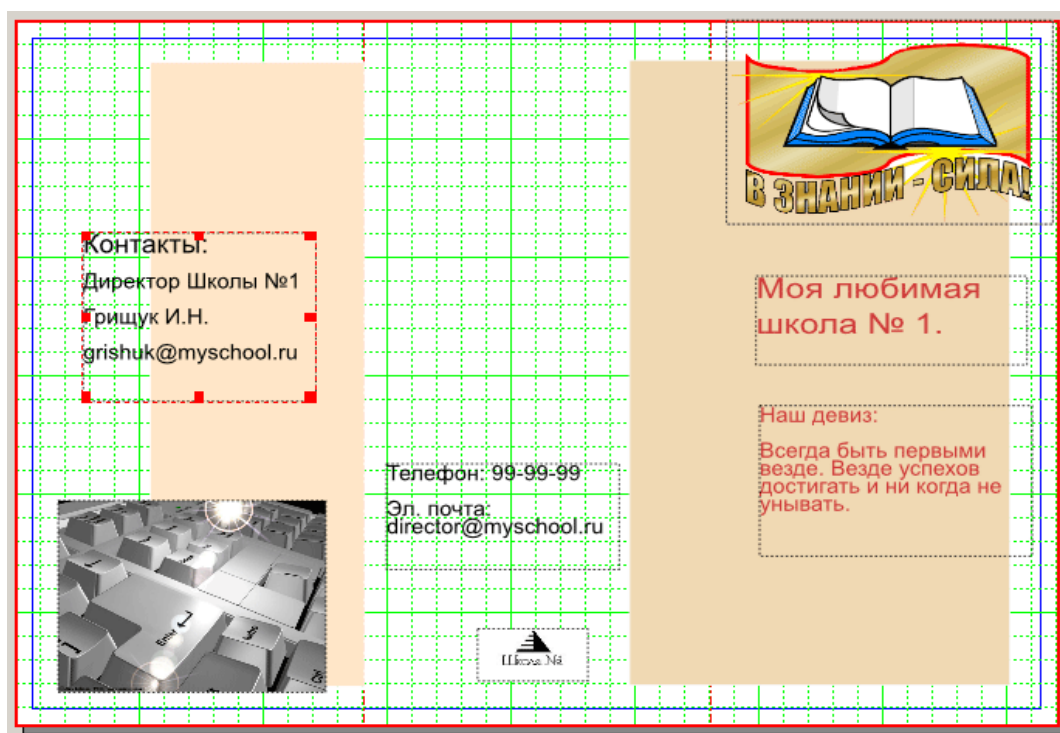 Контакты:
Директор Школы №1
Грищук И.Н.
grishuk@myschool.ru
Enter
Телефон: 99-99-99
Эл. почта:
director@myschool.ru
В ЗНАНИИ - СИЛА!
Моя любимая
школа № 1.
Наш девиз:
Всегда быть первыми
везде. Везде успехов
достигать и ни когда не
унывать.